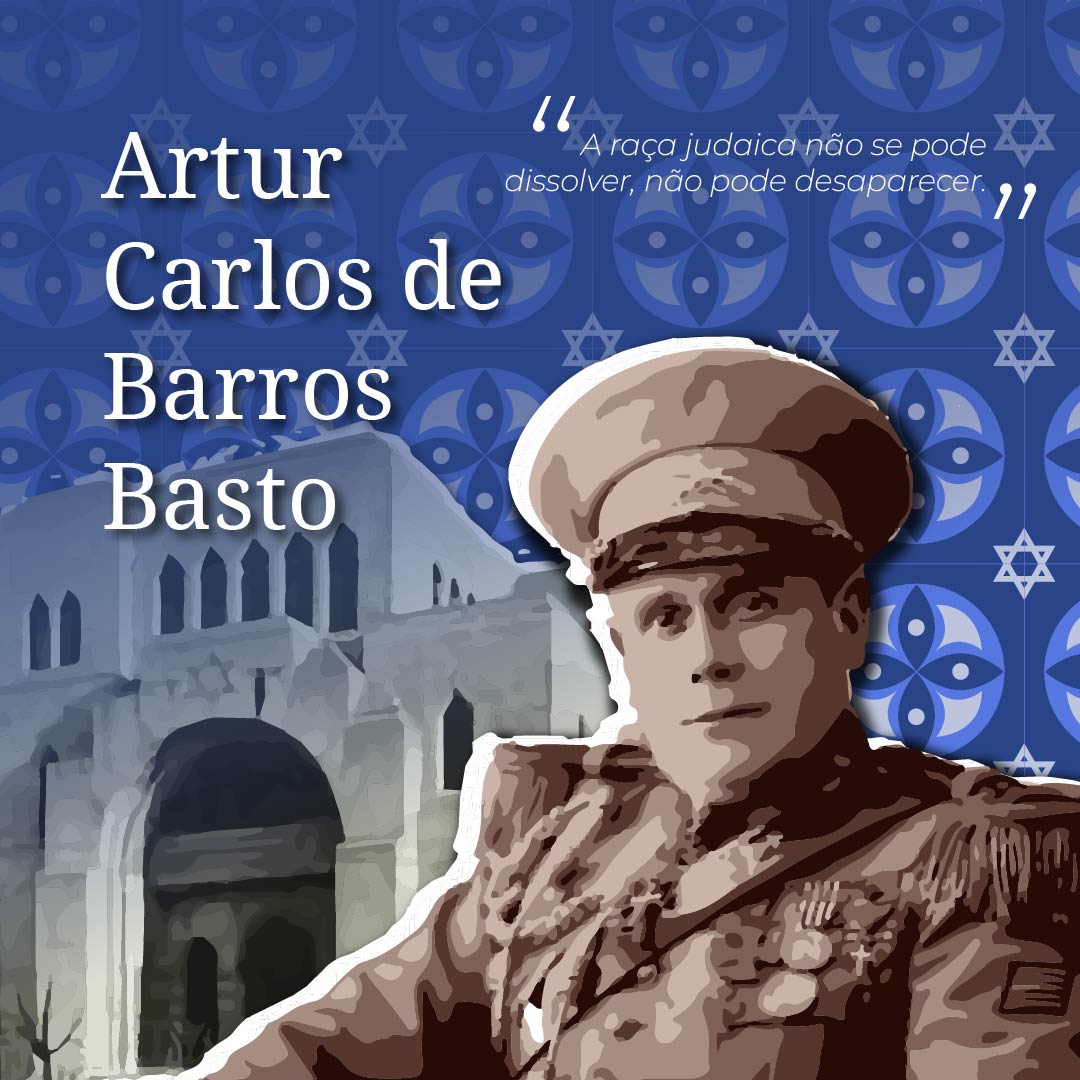 Artur
Carlos de
Barros
Basto
“A raça judaica não se pode
dissolver, não pode desaparecer.”